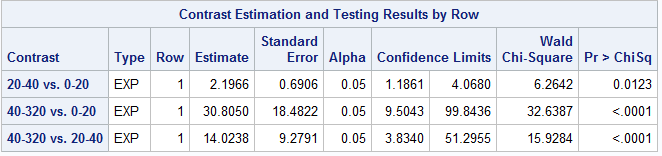 Contrast Estimation and Testing Results by Row
Contrast Type Row Estimate Standard Error Alpha Confidence Limits Wald Chi-Square Pr > ChiSq
20-40 vs. 0-20 EXP 1 2.1966 0.6906 0.05 1.1861 4.0680 6.2642 0.0123
40-320 vs. 0-20 EXP 1 30.8050 18.4822 0.05 9.5043 99.8436 32.6387 <.0001
40-320 vs. 20-40 EXP 1 14.0238 9.2791 0.05 3.8340 51.2955 15.9284 <.0001